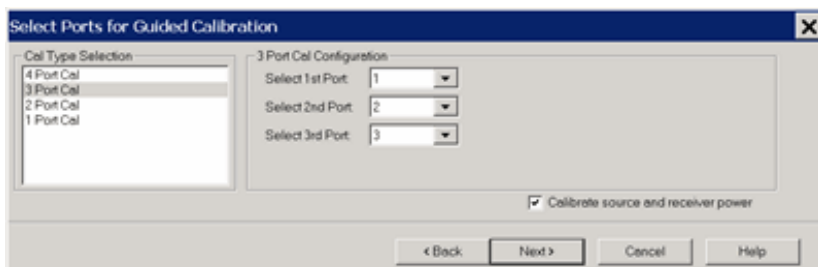 Select Ports for Guided Calibration
Cal Type Selection
4 Port Cal
3 Port Cal
2 Port Cal
1 Port Cal
3 Port Cal Configuration
Select 1st Port: 1
Select 2nd Port: 2
Select 3rd Port: 3
Calibrate source and receiver power
< Back
Next >
Cancel
Help